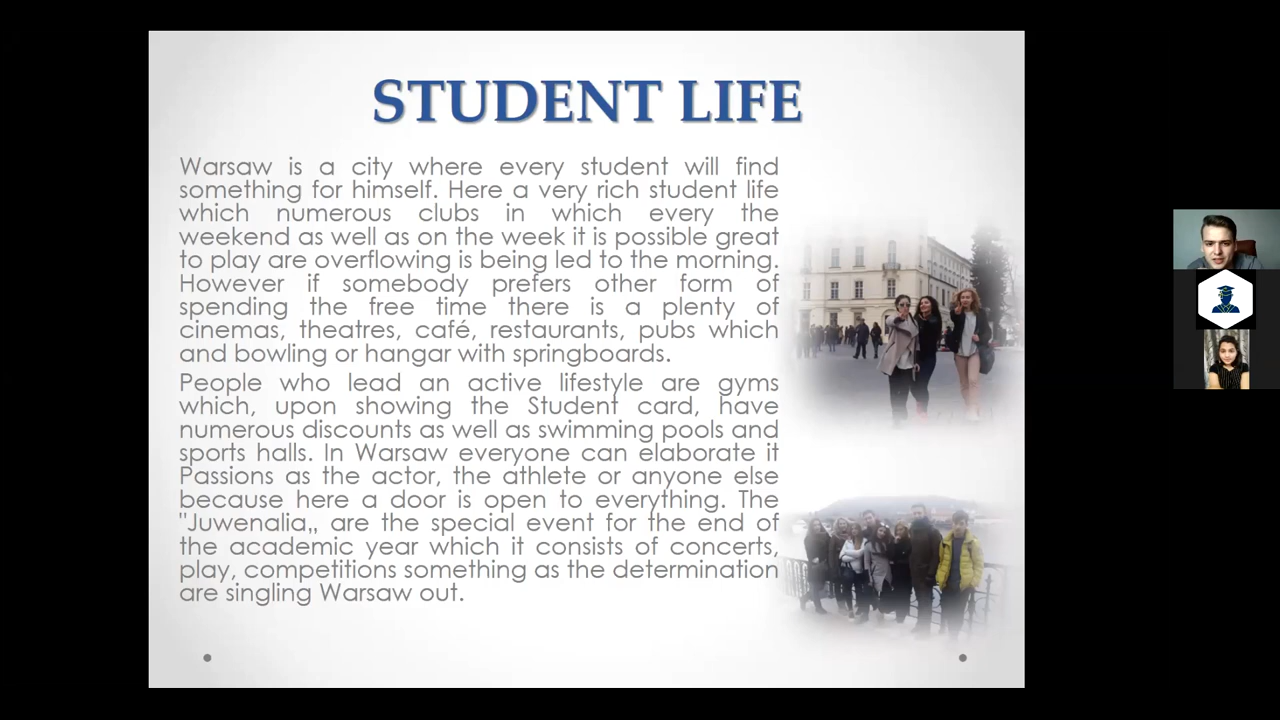 STUDENT LIFE
Warsaw is a city where every student will find
something for himself. Here a very rich student life
which numerous clubs in which every the
weekend as well as on the week it is possible great
to play are overflowing is being led to the morning.
However if somebody prefers other form of
spending the free time there is a plenty of
cinemas, theatres, café, restaurants, pubs which
and bowling or hangar with springboards.
People who lead an active lifestyle are gyms
which, upon showing the Student card, have
numerous discounts as well as swimming pools and
sports halls. In Warsaw everyone can elaborate it
Passions as the actor, the athlete or anyone else
because here a door is open to everything. The
"Juwenalia„ are the special event for the end of
the academic year which it consists of concerts,
play, competitions something as the determination
are singling Warsaw out.